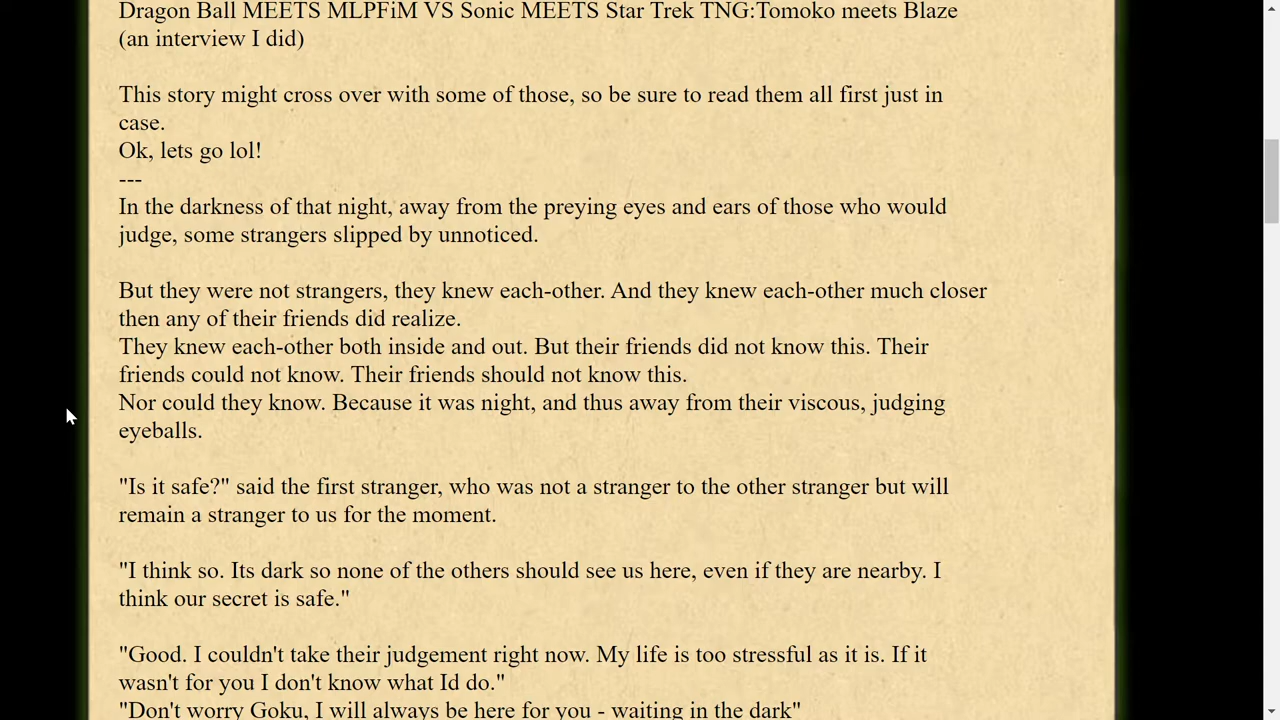 Dragon Ball MEETS MLPFiM VS Sonic MEETS Star Trek TNG:Tomoko meets Blaze
(an interview I did)
This story might cross over with some of those, so be sure to read them all first just in
case.
Ok, lets go lol!
---
In the darkness of that night, away from the preying eyes and ears of those who would
judge, some strangers slipped by unnoticed.
But they were not strangers, they knew each-other. And they knew each-other much closer
then any of their friends did realize.
They knew each-other both inside and out. But their friends did not know this. Their
friends could not know. Their friends should not know this.
Nor could they know. Because it was night, and thus away from their viscous, judging
eyeballs.
"Is it safe?" said the first stranger, who was not a stranger to the other stranger but will
remain a stranger to us for the moment.
"I think so. Its dark so none of the others should see us here, even if they are nearby. I
think our secret is safe."
"Good. I couldn't take their judgement right now. My life is too stressful as it is. If it
wasn't for you I don't know what Id do."
"Don't worry Goku, I will always be here for you - waiting in the dark"